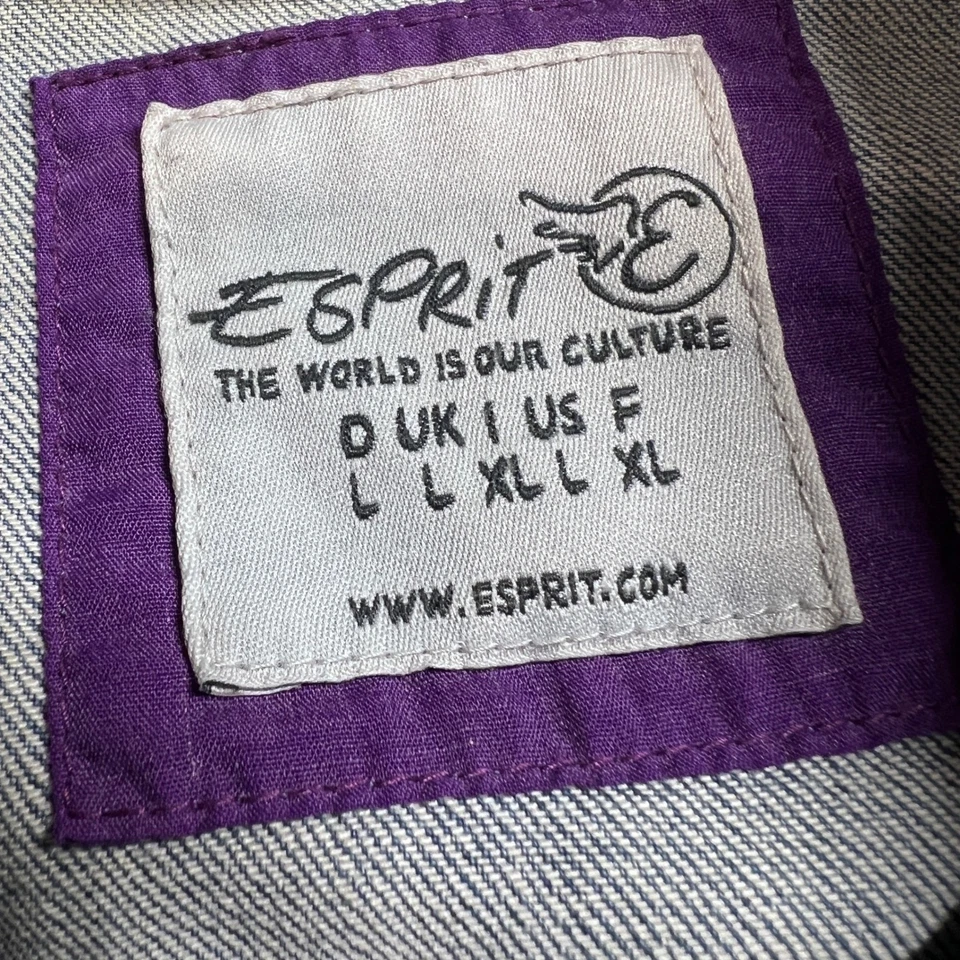 ESPRiT E
THE WORLD IS OUR CULTURE
D UK I US F
L L XL L XL
WWW.ESPRIT.COM